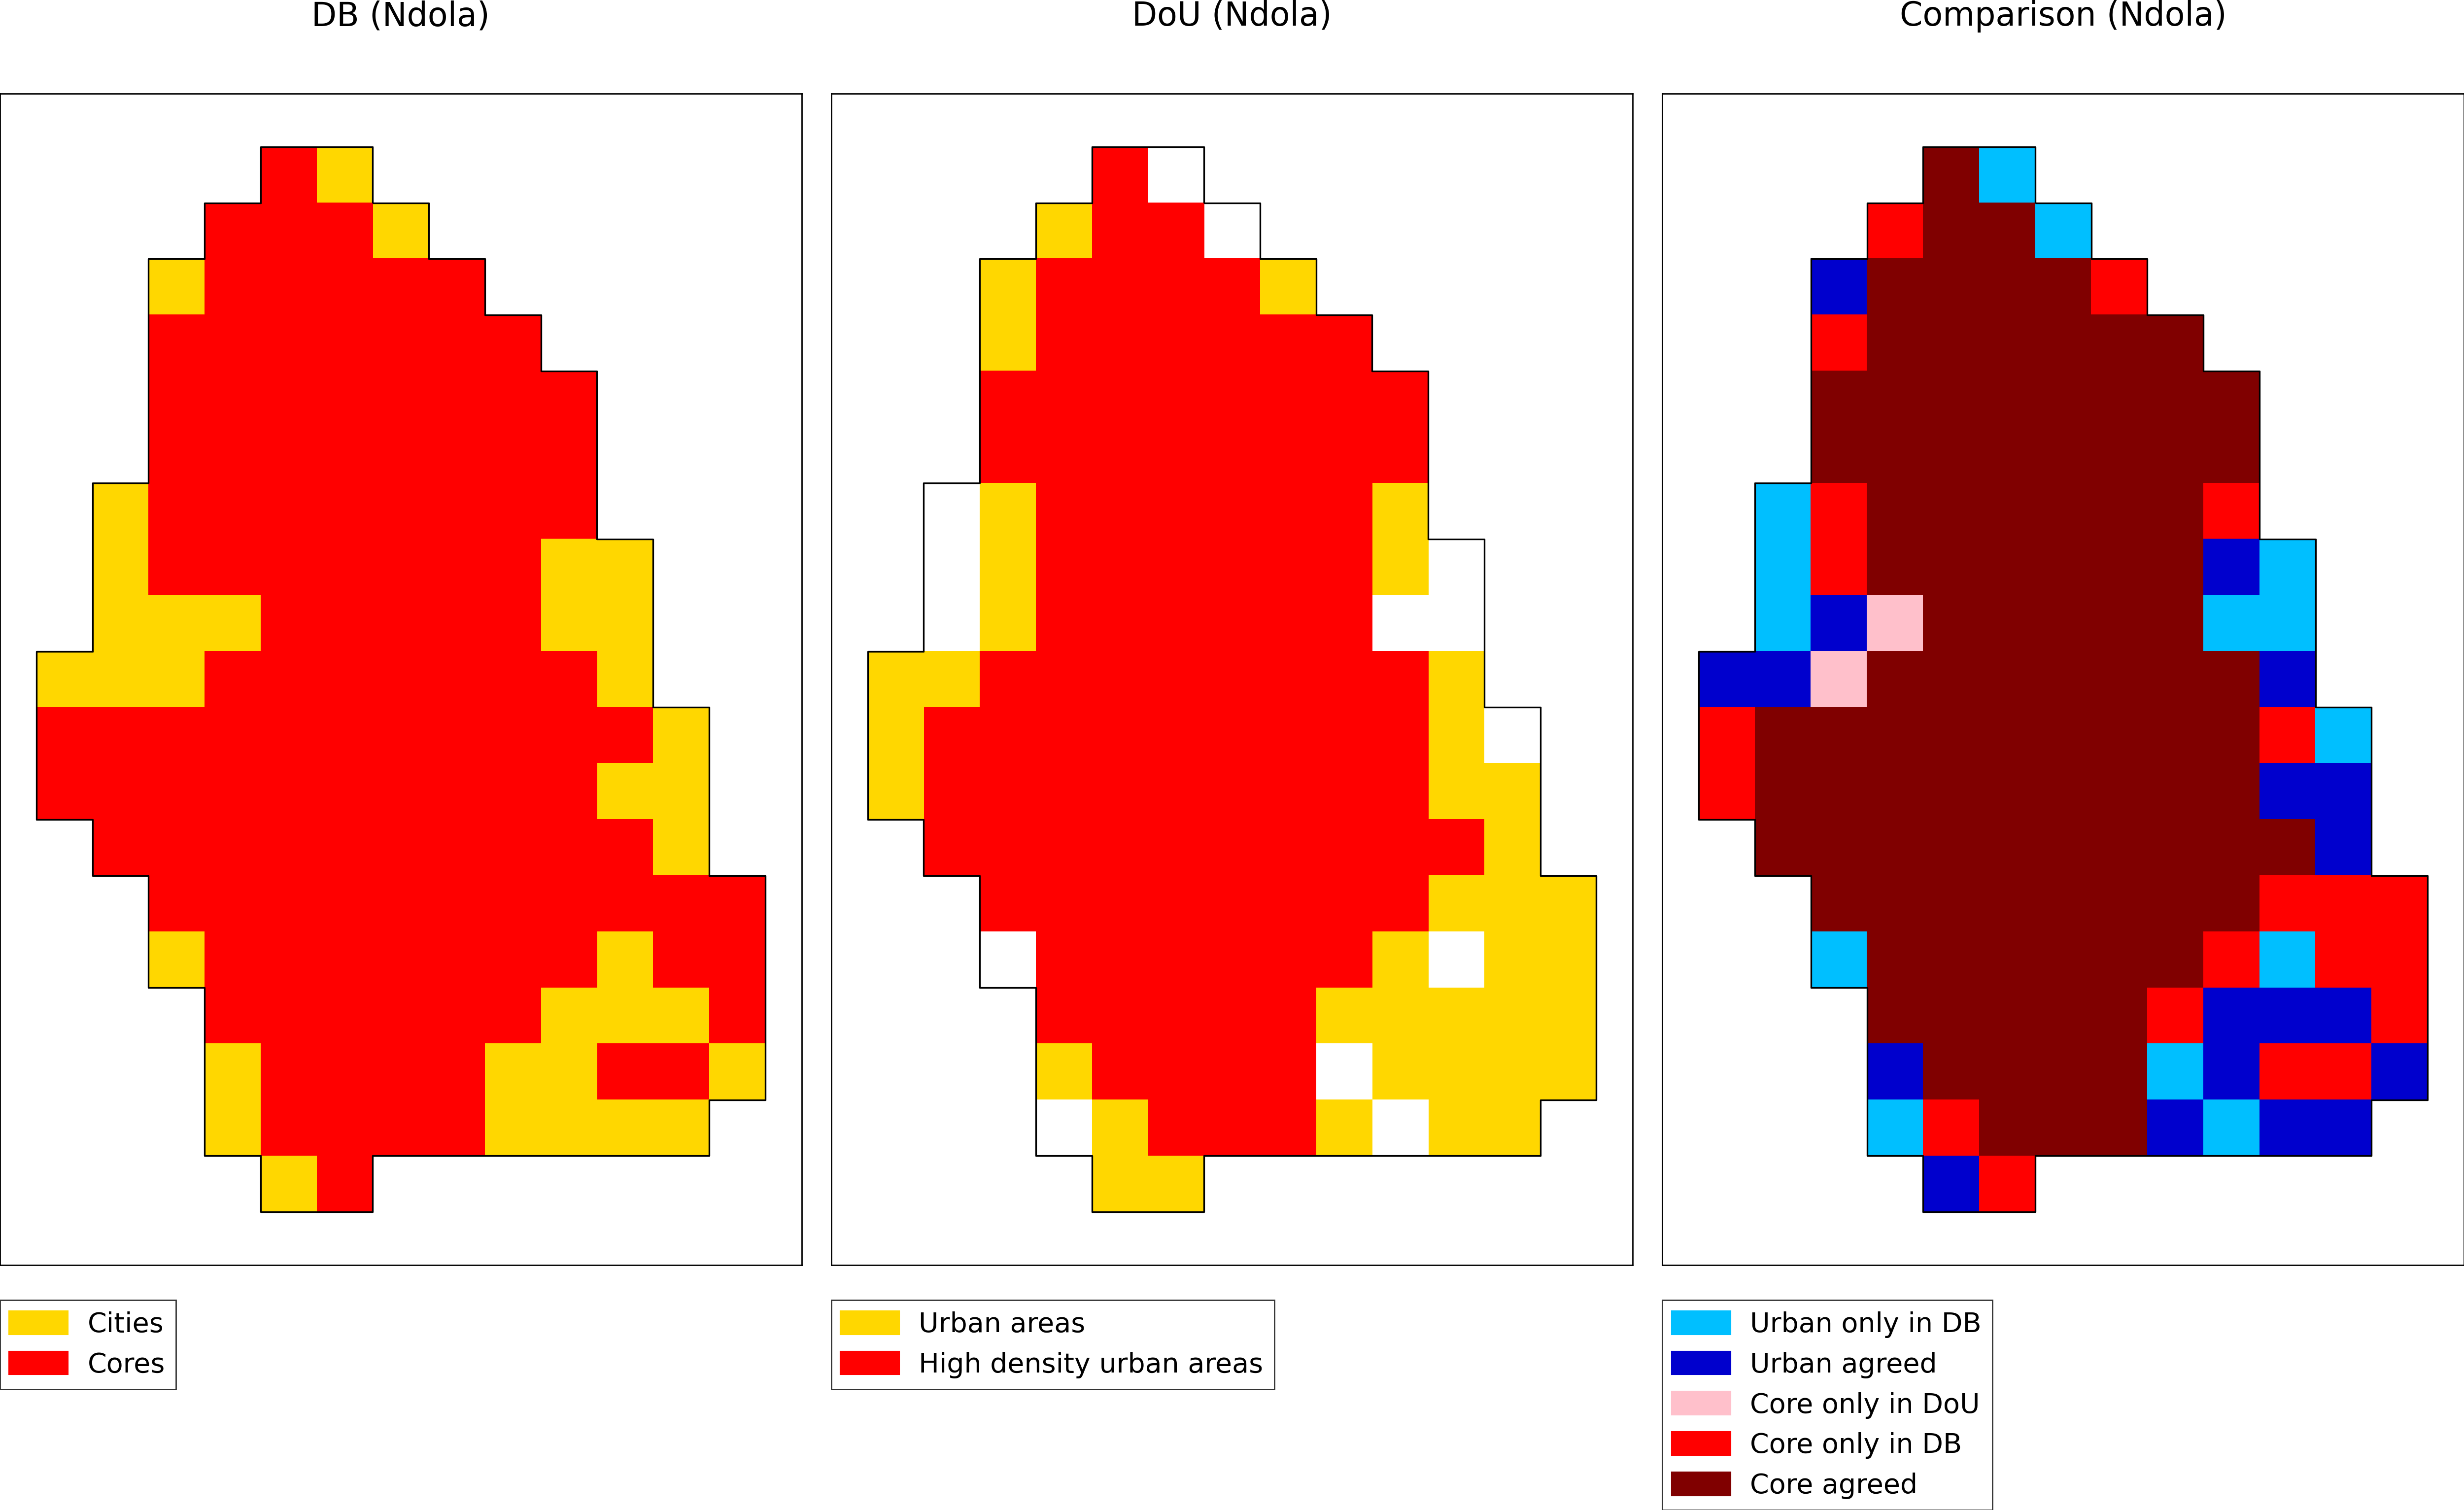 DB (Ndola)
DoU (Ndola)
Comparison (Ndola)
Cities
Cores
Urban areas
High density urban areas
Urban only in DB
Urban agreed
Core only in DoU
Core only in DB
Core agreed